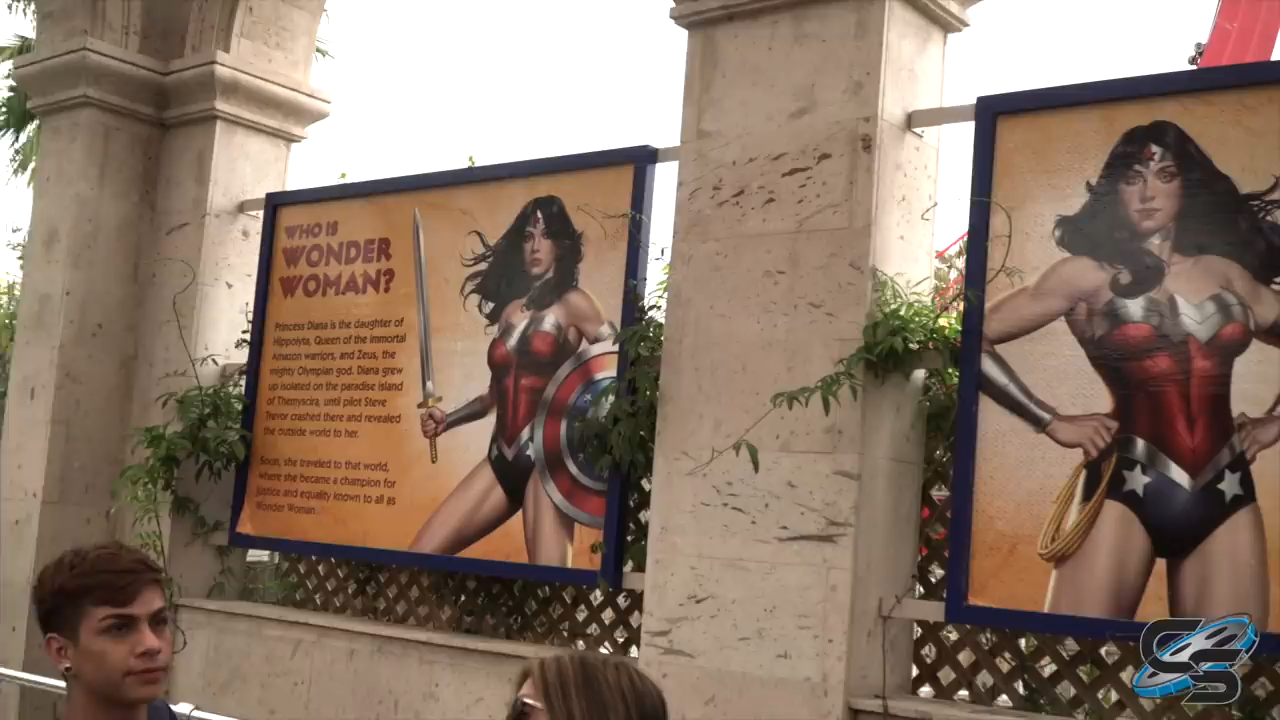 WHO IS
WONDER
WOMAN?
Princess Diana is the daughter of
Hippolyta, Queen of the immortal
Amazon warriors, and Zeus, the
mighty Olympian god. Diana grew
up isolated on the paradise island
of Themyscira, until pilot Steve
Trevor crashed there and revealed
the outside world to her.
Soon, she traveled to that world,
where she became a champion for
justice and equality known to all as
Wonder Woman.
CFS